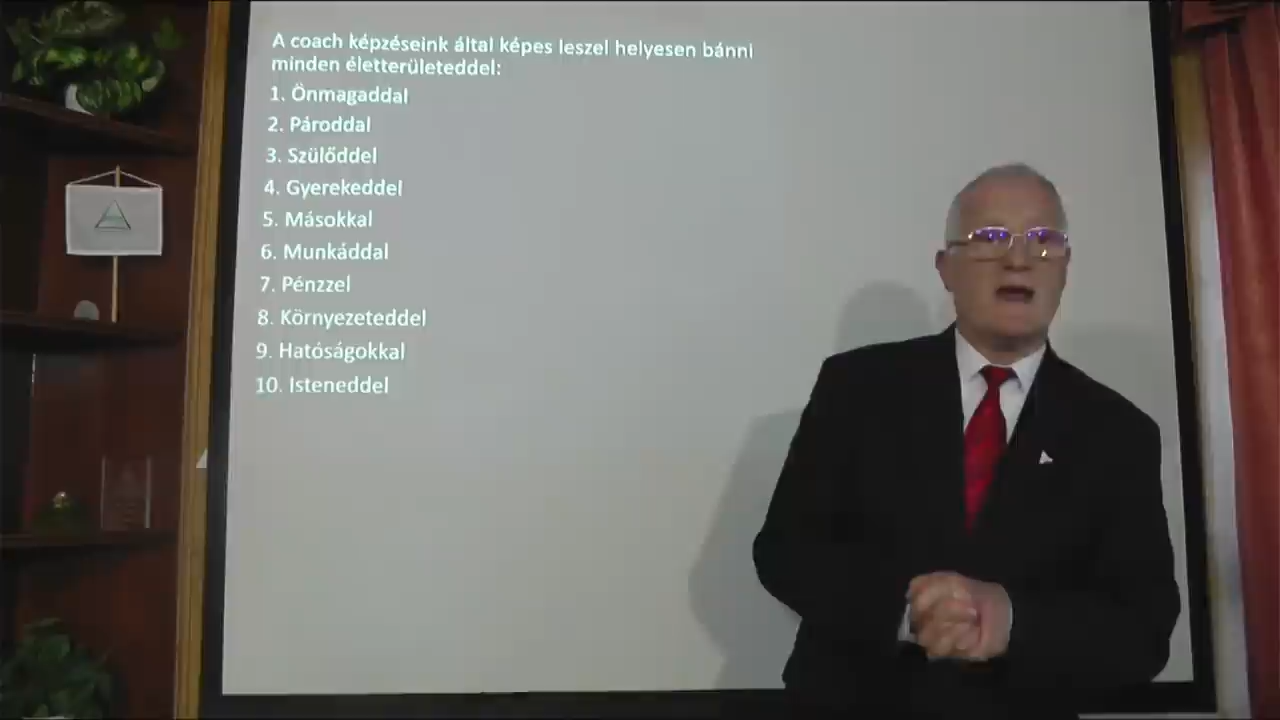 A coach képzéseink által képes leszel helyesen bánni
minden életterületeddel:
1. Önmagaddal
2. Pároddal
3. Szülőddel
4. Gyerekeddel
5. Másokkal
6. Munkáddal
7. Pénzzel
8. Környezeteddel
9. Hatóságokkal
10. Isteneddel